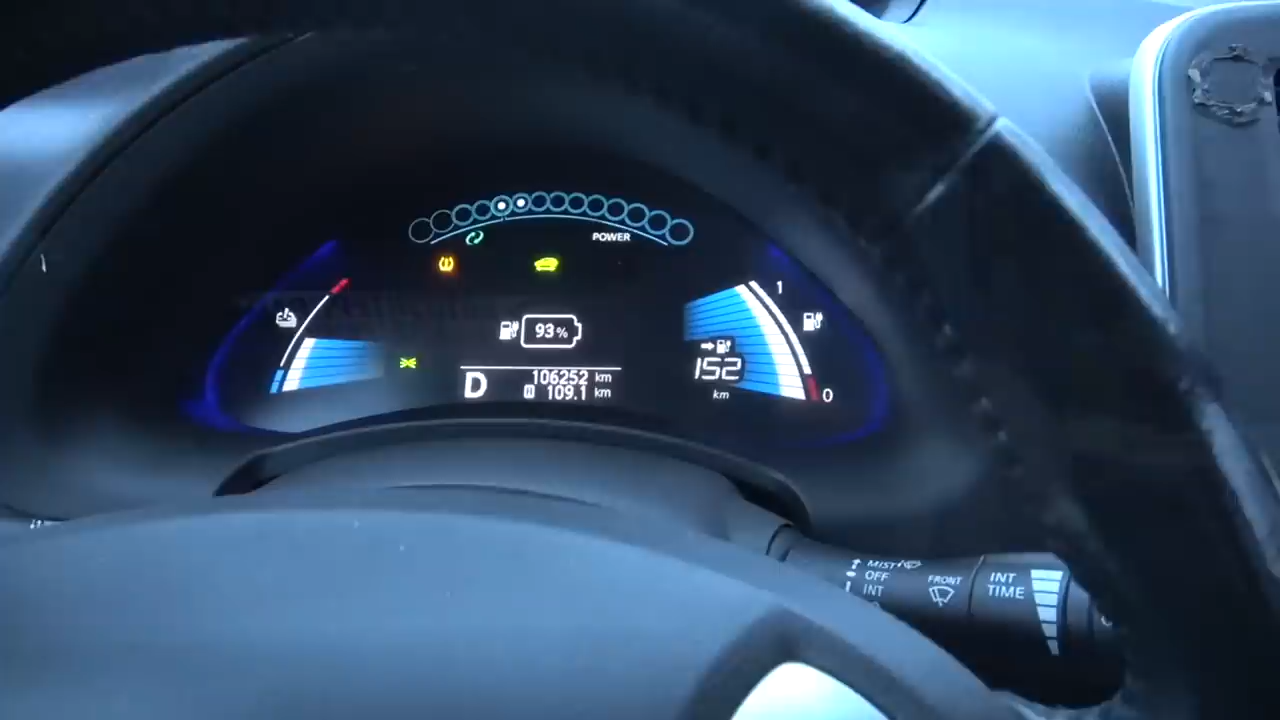 POWER
1
93%
152
km
0
D
106252 km
109.1 km
MIST
OFF
INT
FRONT
INT
TIME